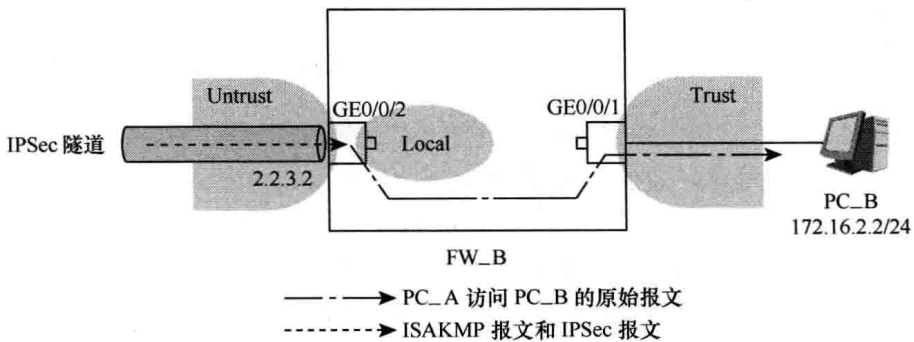 Untrust
GE0/0/2
GE0/0/1
Trust
IPSec 隧道
Local
2.2.3.2
PC_B
172.16.2.2/24
FW_B
PC_A 访问 PC_B 的原始报文
ISAKMP 报文和 IPSec 报文